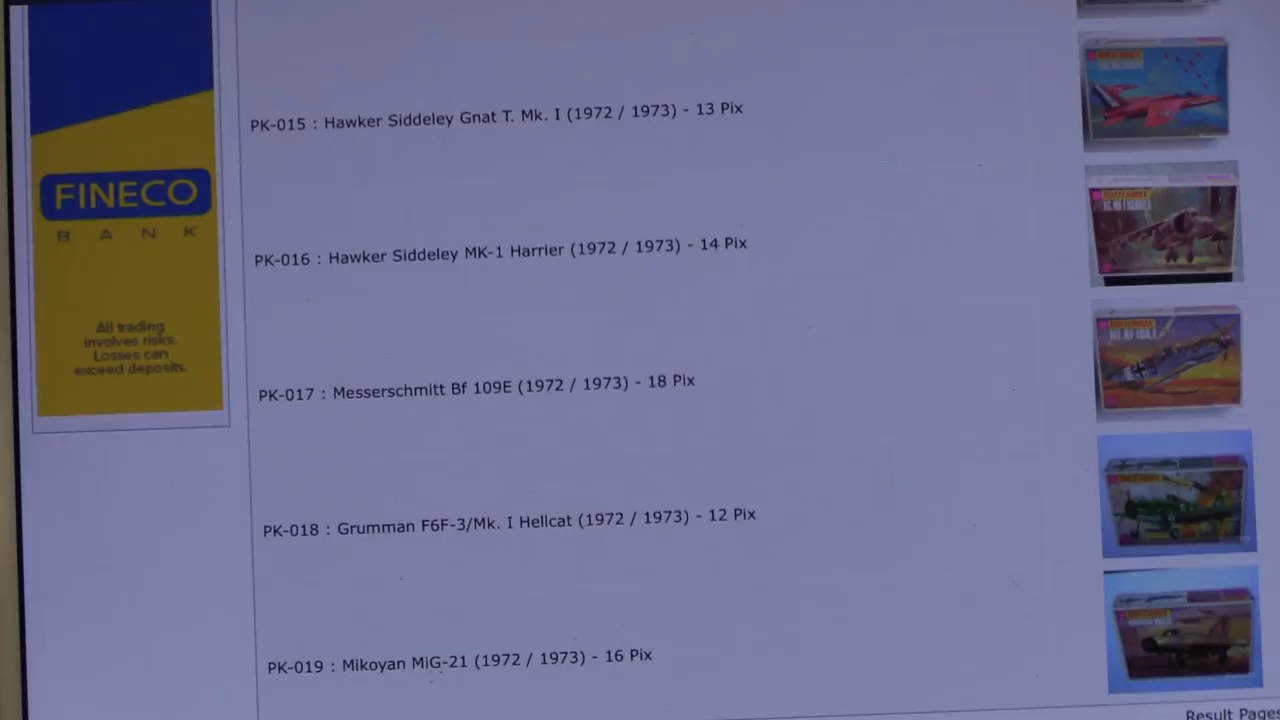 FINECO
BANK
All trading
involves risks.
Losses can
exceed deposits.
PK-015 : Hawker Siddeley Gnat T. Mk. I (1972 / 1973) - 13 Pix
PK-016 : Hawker Siddeley MK-1 Harrier (1972 / 1973) - 14 Pix
PK-017 : Messerschmitt Bf 109E (1972 / 1973) - 18 Pix
PK-018 : Grumman F6F-3/Mk. I Hellcat (1972 / 1973) - 12 Pix
PK-019 : Mikoyan MiG-21 (1972 / 1973) - 16 Pix
MATCHBOX
Result Pages